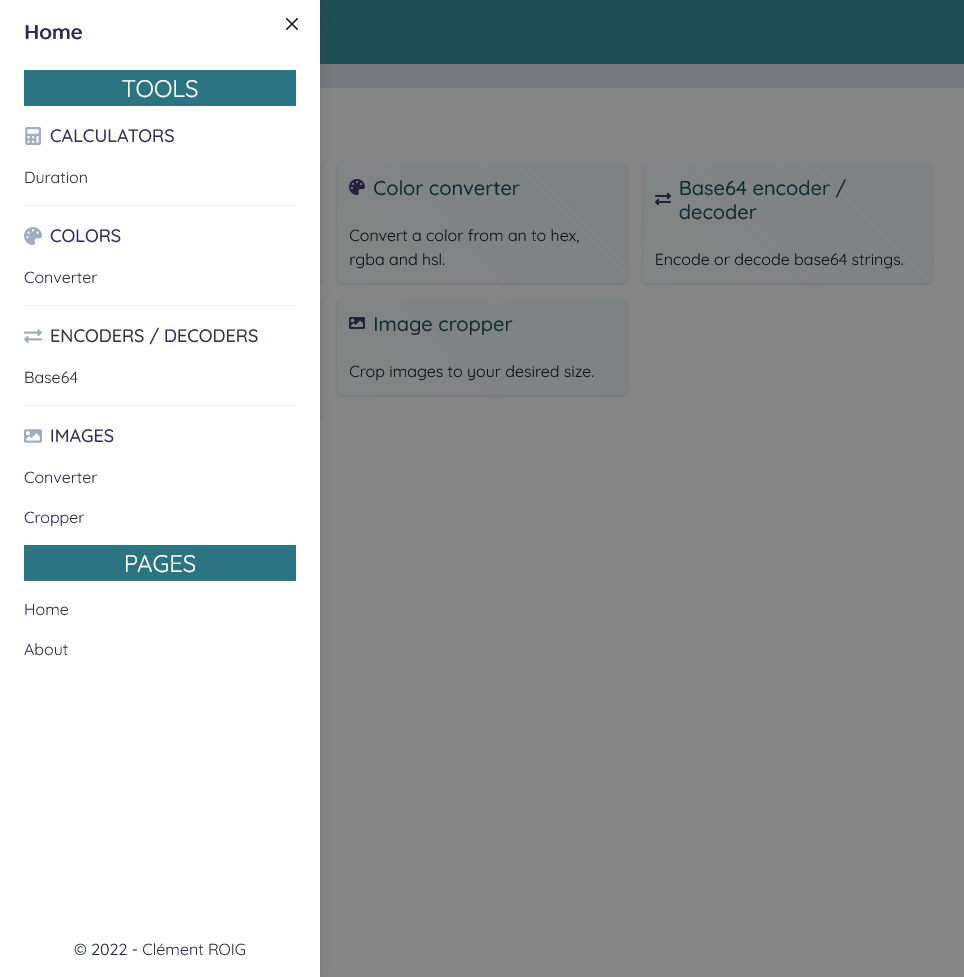 Home
TOOLS
CALCULATORS
Duration
COLORS
Converter
ENCODERS / DECODERS
Base64
IMAGES
Converter
Cropper
PAGES
Home
About
© 2022 - Clément ROIG
Color converter
Convert a color from an to hex,
rgba and hsl.
Base64 encoder /
decoder
Encode or decode base64 strings.
Image cropper
Crop images to your desired size.